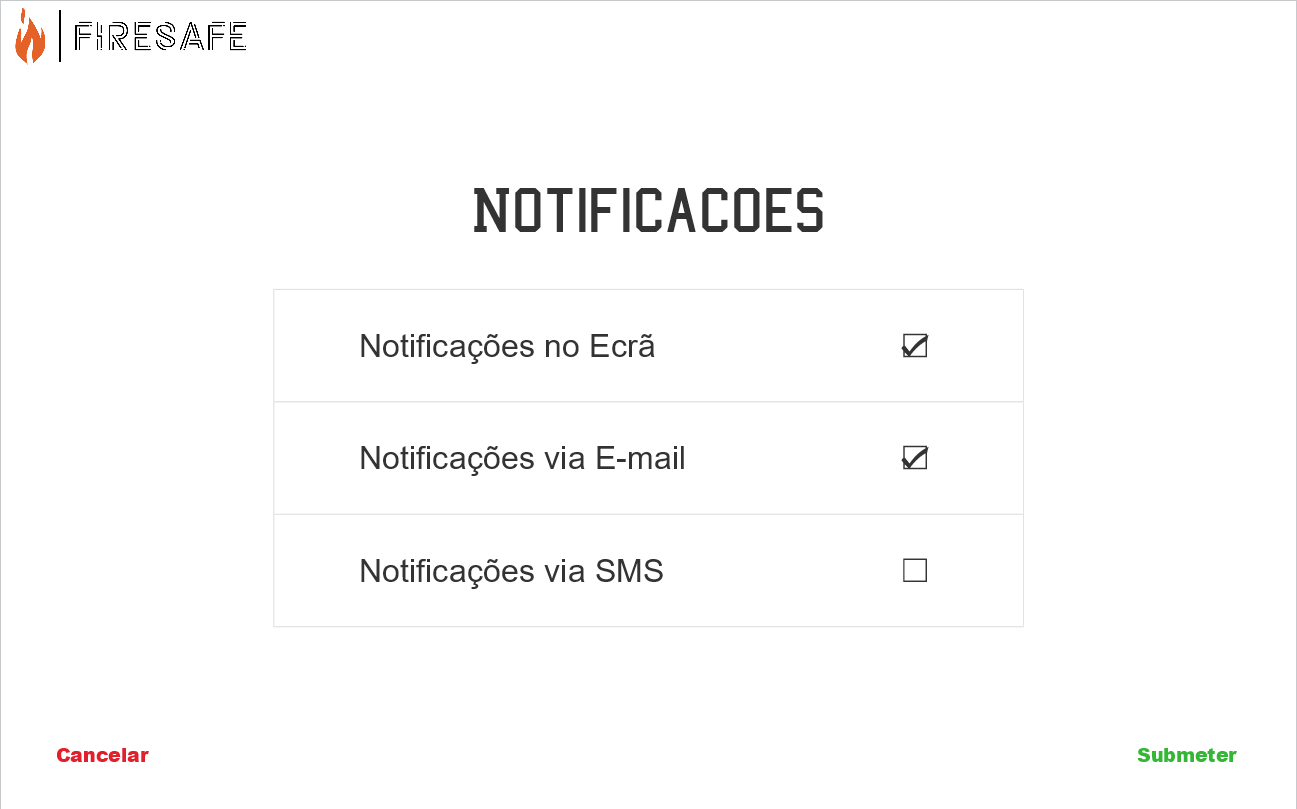 FIRESAFE
NOTIFICACOES
Notificações no Ecrã
Notificações via E-mail
Notificações via SMS
Cancelar
Submeter